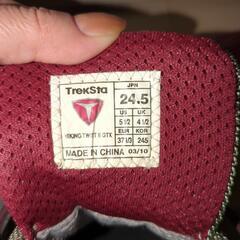 TrekSta
JPN
24.5
US UK
5 1/2 4 1/2
EUR KOR
37 1/2 245
MADE IN CHINA 03/10